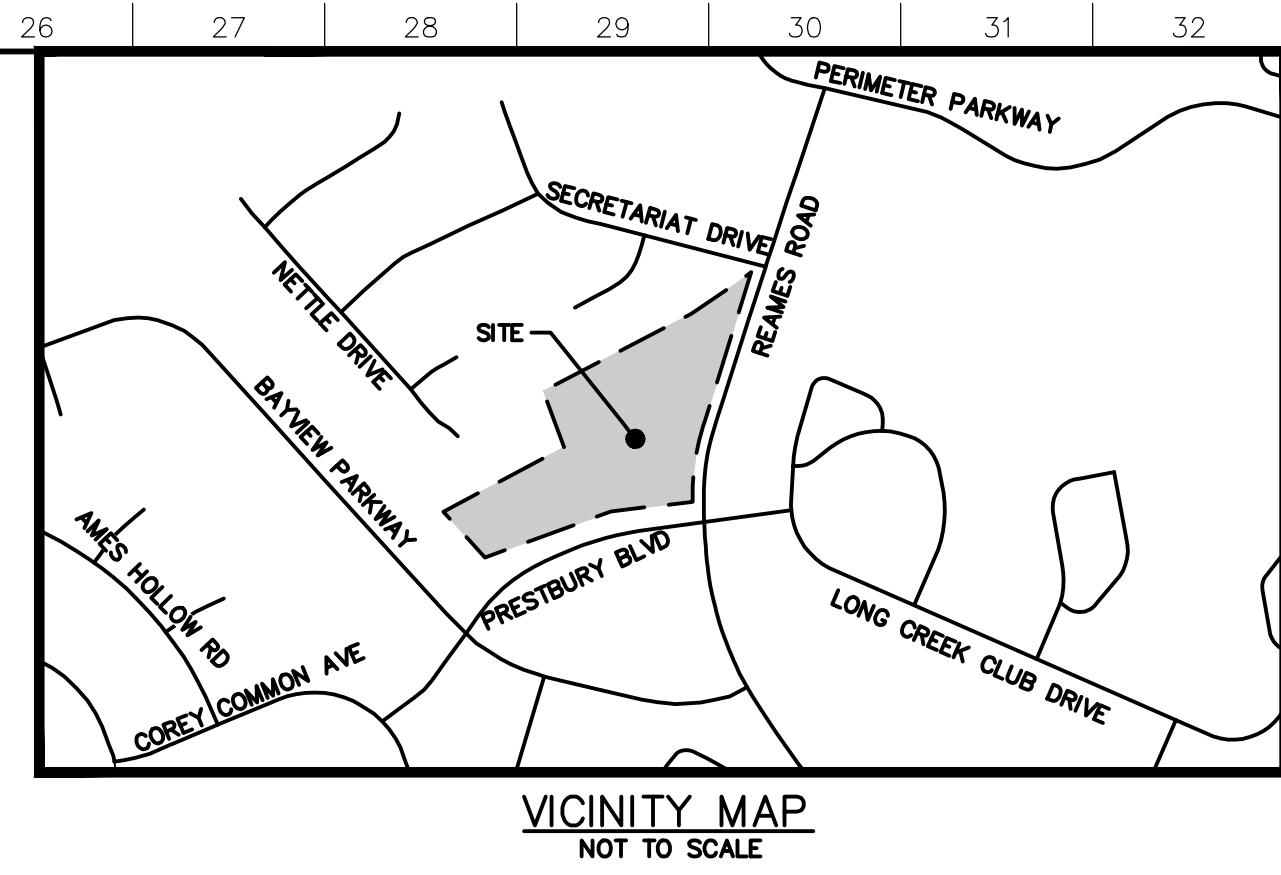 26 27 28 29 30 31 32
PERIMETER PARKWAY
SECRETARIAT DRIVE
REAMES ROAD
NETTLE DRIVE
SITE
BAYVIEW PARKWAY
AMES HOLLOW RD
PRESTBURY BLVD
LONG CREEK CLUB DRIVE
COREY COMMON AVE
VICINITY MAP
NOT TO SCALE